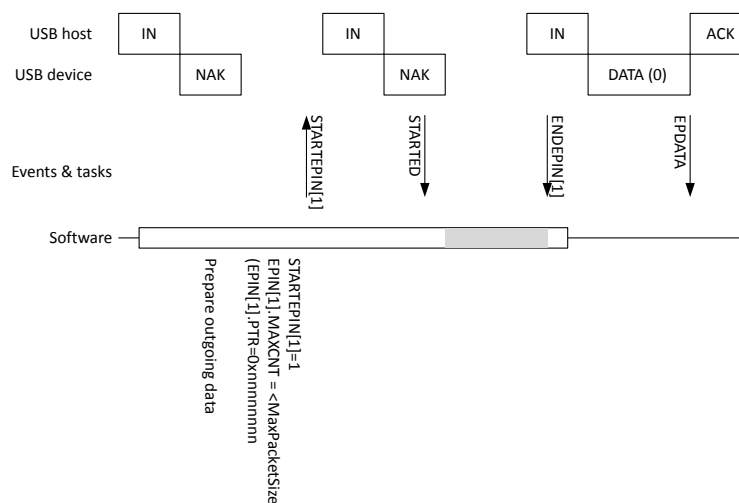 USB host
IN
IN
IN
ACK
USB device
NAK
NAK
DATA (0)
Events & tasks
STARTEPIN[1]
STARTED
ENDEPIN[1]
EPDATA
Software
Prepare outgoing data
(EPIN[1].PTR=0xnnnnnnnn
EPIN[1].MAXCNT = <MaxPacketSize
STARTEPIN[1]=1